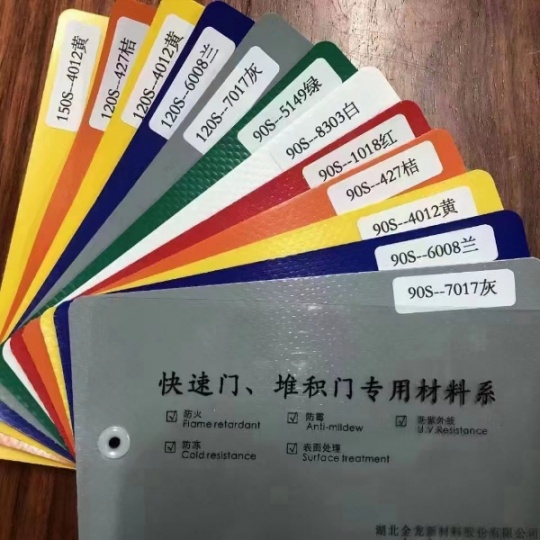 150S--4012黄
120S--427桔
120S--4012黄
120S--6008兰
120S--7017灰
90S--5149绿
90S--8303白
90S--1018红
90S--427桔
90S--4012黄
90S--6008兰
90S--7017灰
快速门、堆积门专用材料系
防火
Flame retardant
防霉
Anti-mildew
防紫外线
U.V Resistance
防冻
Cold resistance
表面处理
Surface treatment
湖北金龙新材料股份有限公司